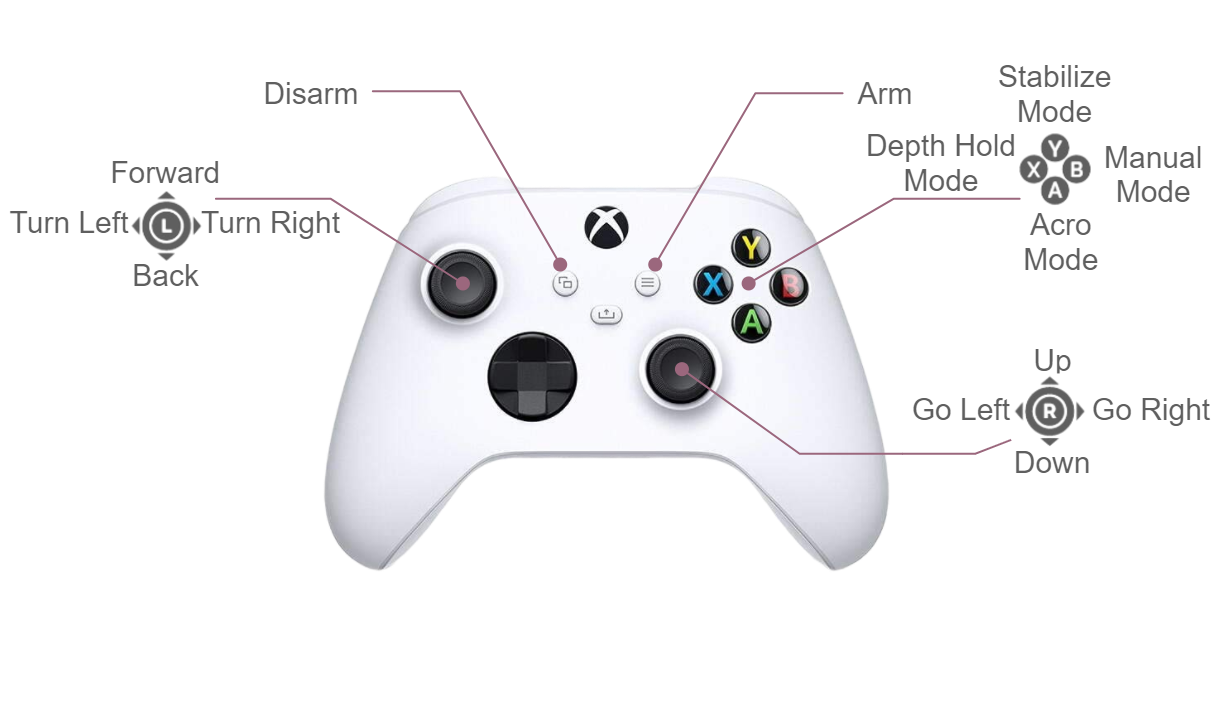 Disarm
Arm
Stabilize
Mode
Depth Hold
Mode
Y
X
B
A
Manual
Mode
Acro
Mode
Forward
Turn Left
L
Turn Right
Back
Y
X
B
A
Up
Go Left
R
Go Right
Down